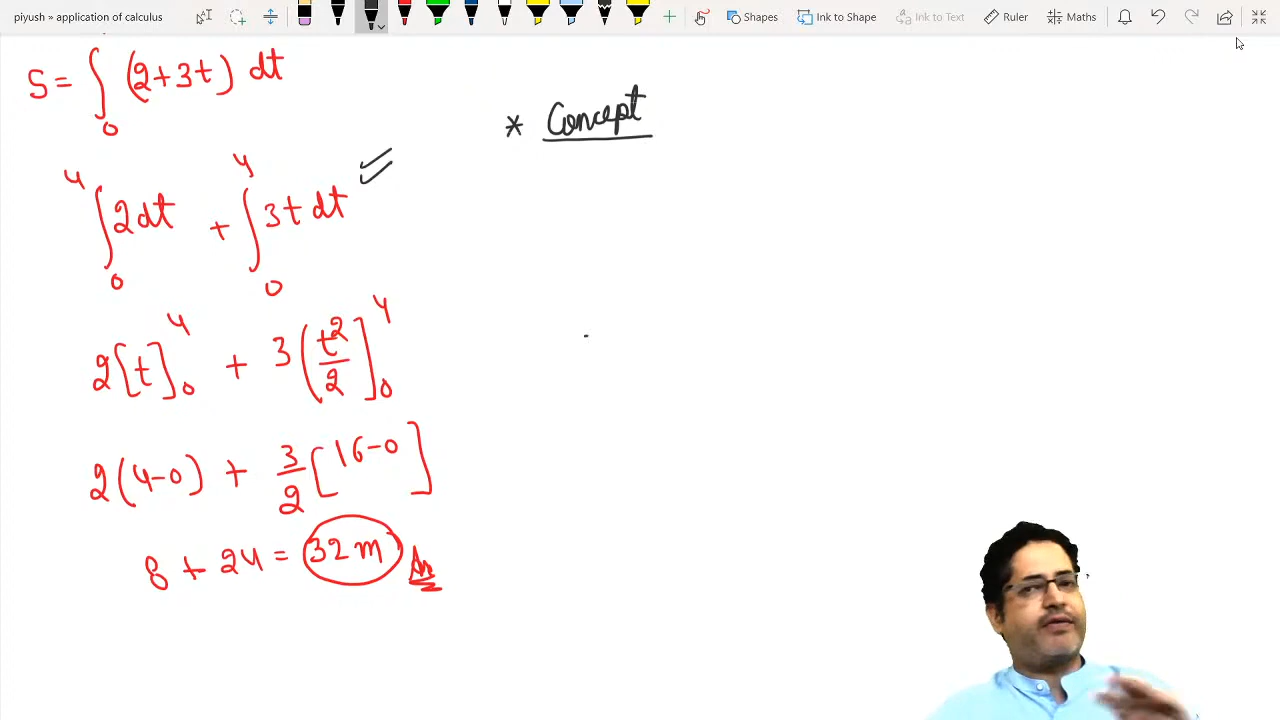 piyush » application of calculus
Shapes
Ink to Shape
Ink to Text
Ruler
Maths
S = ∫₀ (2+3t) dt
* Concept
∫₀⁴ 2dt + ∫₀⁴ 3t dt
2[t]₀⁴ + 3(t²/2]₀⁴
2(4-0) + 3/2 [16-0]
8 + 24 = 32 m Ans